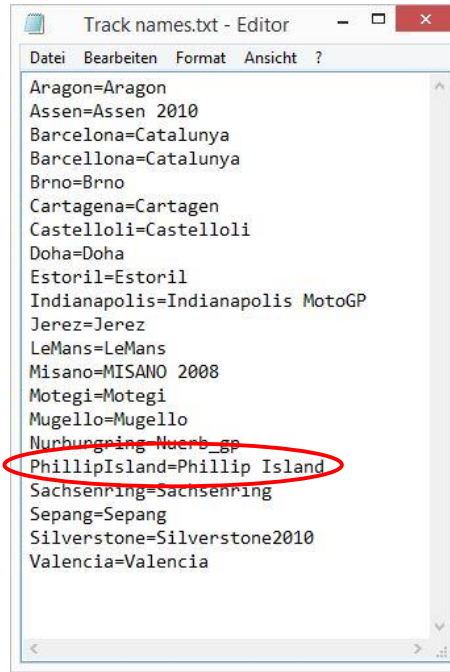 Track names.txt - Editor
Datei Bearbeiten Format Ansicht ?
Aragon=Aragon
Assen=Assen 2010
Barcelona=Catalunya
Barcellona=Catalunya
Brno=Brno
Cartagena=Cartagen
Castelloli=Castelloli
Doha=Doha
Estoril=Estoril
Indianapolis=Indianapolis MotoGP
Jerez=Jerez
LeMans=LeMans
Misano=MISANO 2008
Motegi=Motegi
Mugello=Mugello
Nurburgring=Nuerb_gp
PhillipIsland=Phillip Island
Sachsenring=Sachsenring
Sepang=Sepang
Silverstone=Silverstone2010
Valencia=Valencia